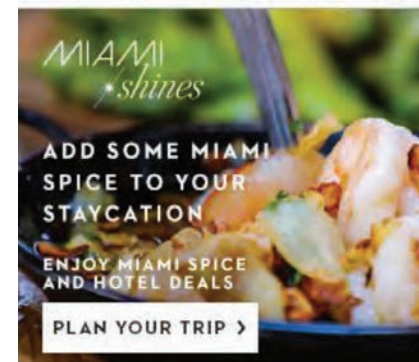 MIAMI
shines
ADD SOME MIAMI
SPICE TO YOUR
STAYCATION
ENJOY MIAMI SPICE
AND HOTEL DEALS
PLAN YOUR TRIP >